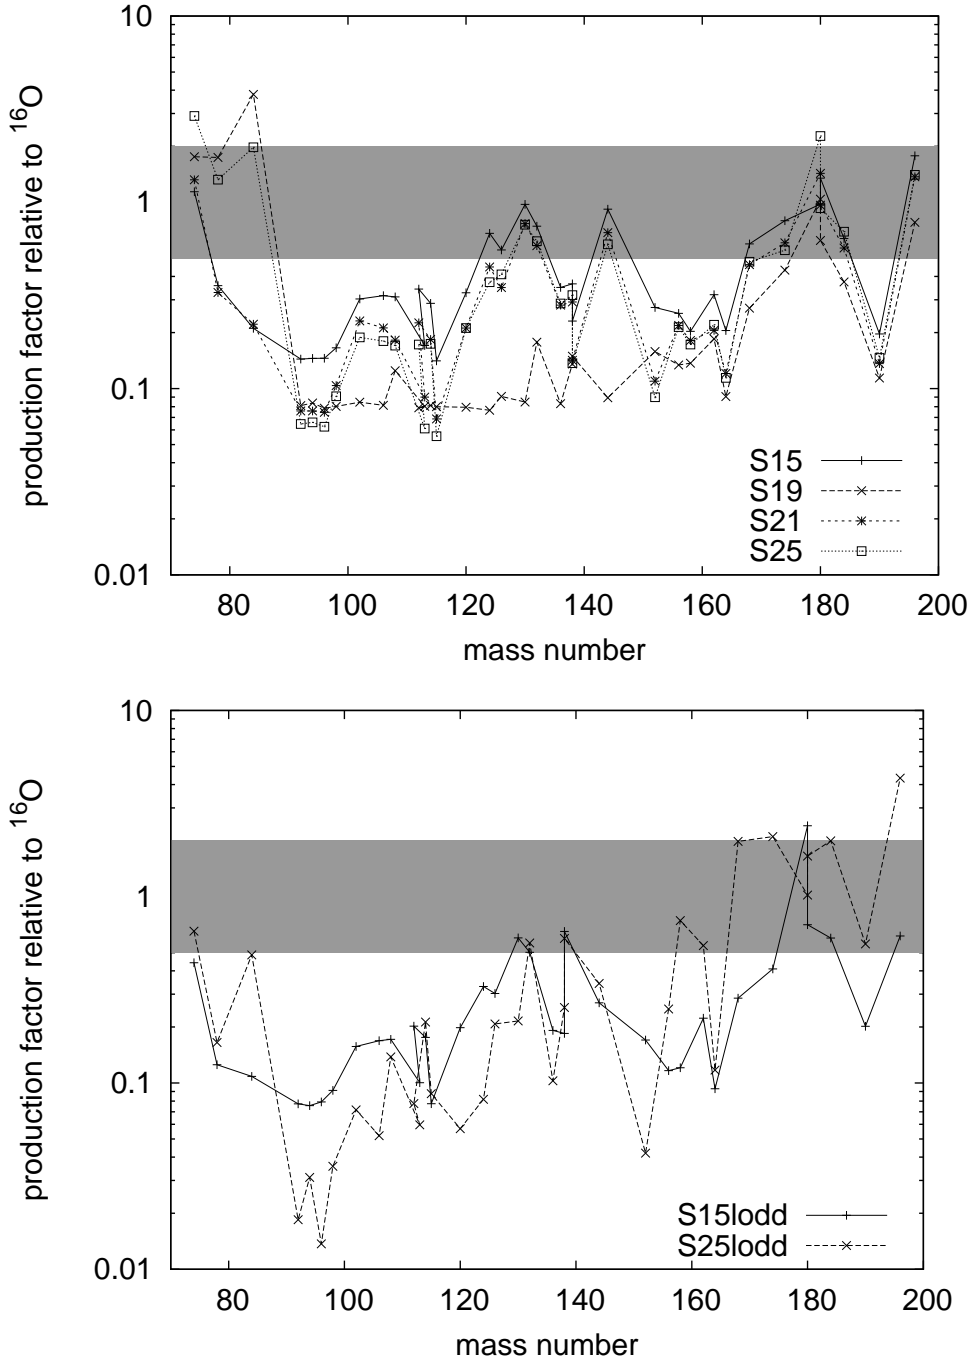 10
1
0.1
0.01
production factor relative to ¹⁶O
S15
S19
S21
S25
80 100 120 140 160 180 200
mass number
10
1
0.1
0.01
production factor relative to ¹⁶O
S15lodd
S25lodd
80 100 120 140 160 180 200
mass number